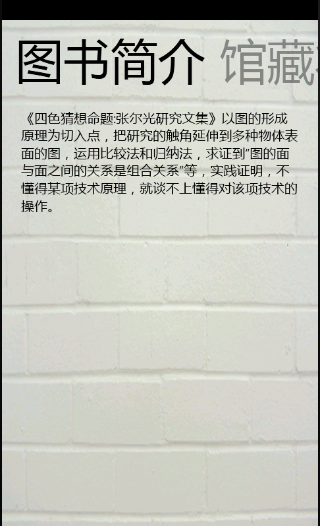 图书简介 馆藏
《四色猜想命题:张尔光研究文集》以图的形成
原理为切入点，把研究的触角延伸到多种物体表
面的图，运用比较法和归纳法，求证到“图的面
与面之间的关系是组合关系”等，实践证明，不
懂得某项技术原理，就谈不上懂得对该项技术的
操作。